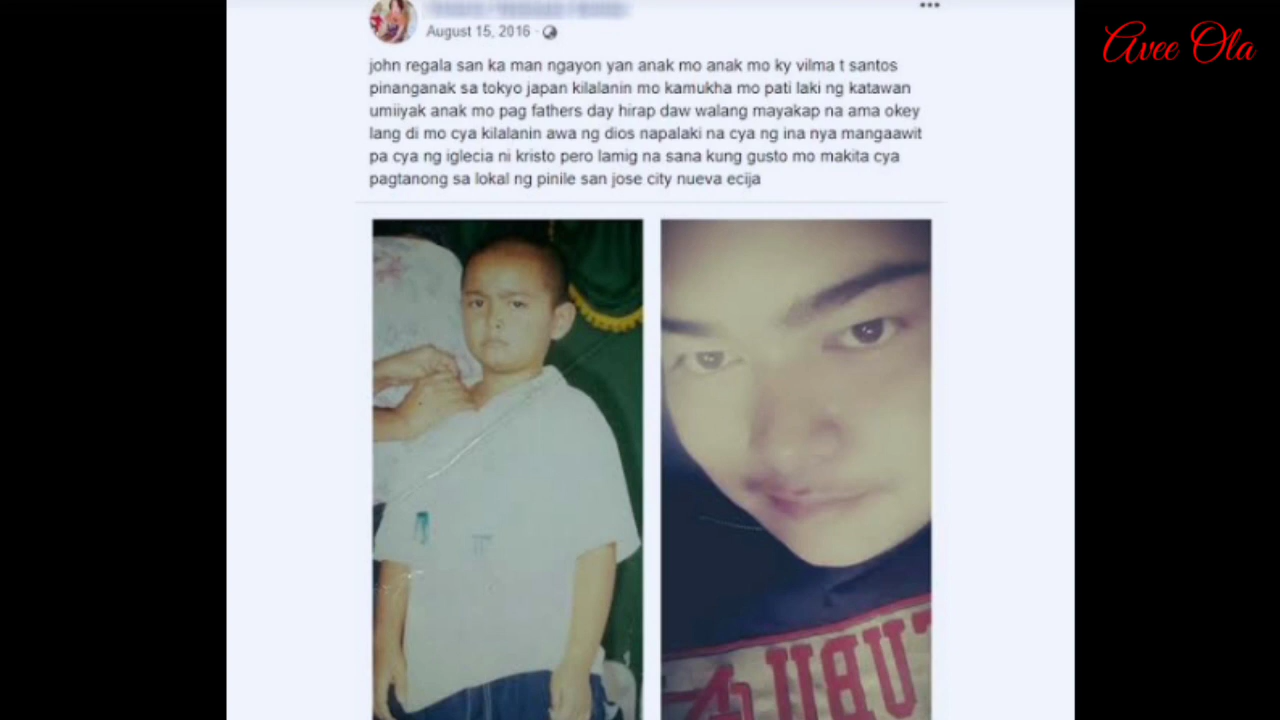 Avee Ola
August 15, 2016 ·
john regala san ka man ngayon yan anak mo anak mo ky vilma t santos
pinanganak sa tokyo japan kilalanin mo kamukha mo pati laki ng katawan
umiiyak anak mo pag fathers day hirap daw walang mayakap na ama okey
lang di mo cya kilalanin awa ng dios napalaki na cya ng ina nya mangaawit
pa cya ng iglecia ni kristo pero lamig na sana kung gusto mo makita cya
pagtanong sa lokal ng pinile san jose city nueva ecija